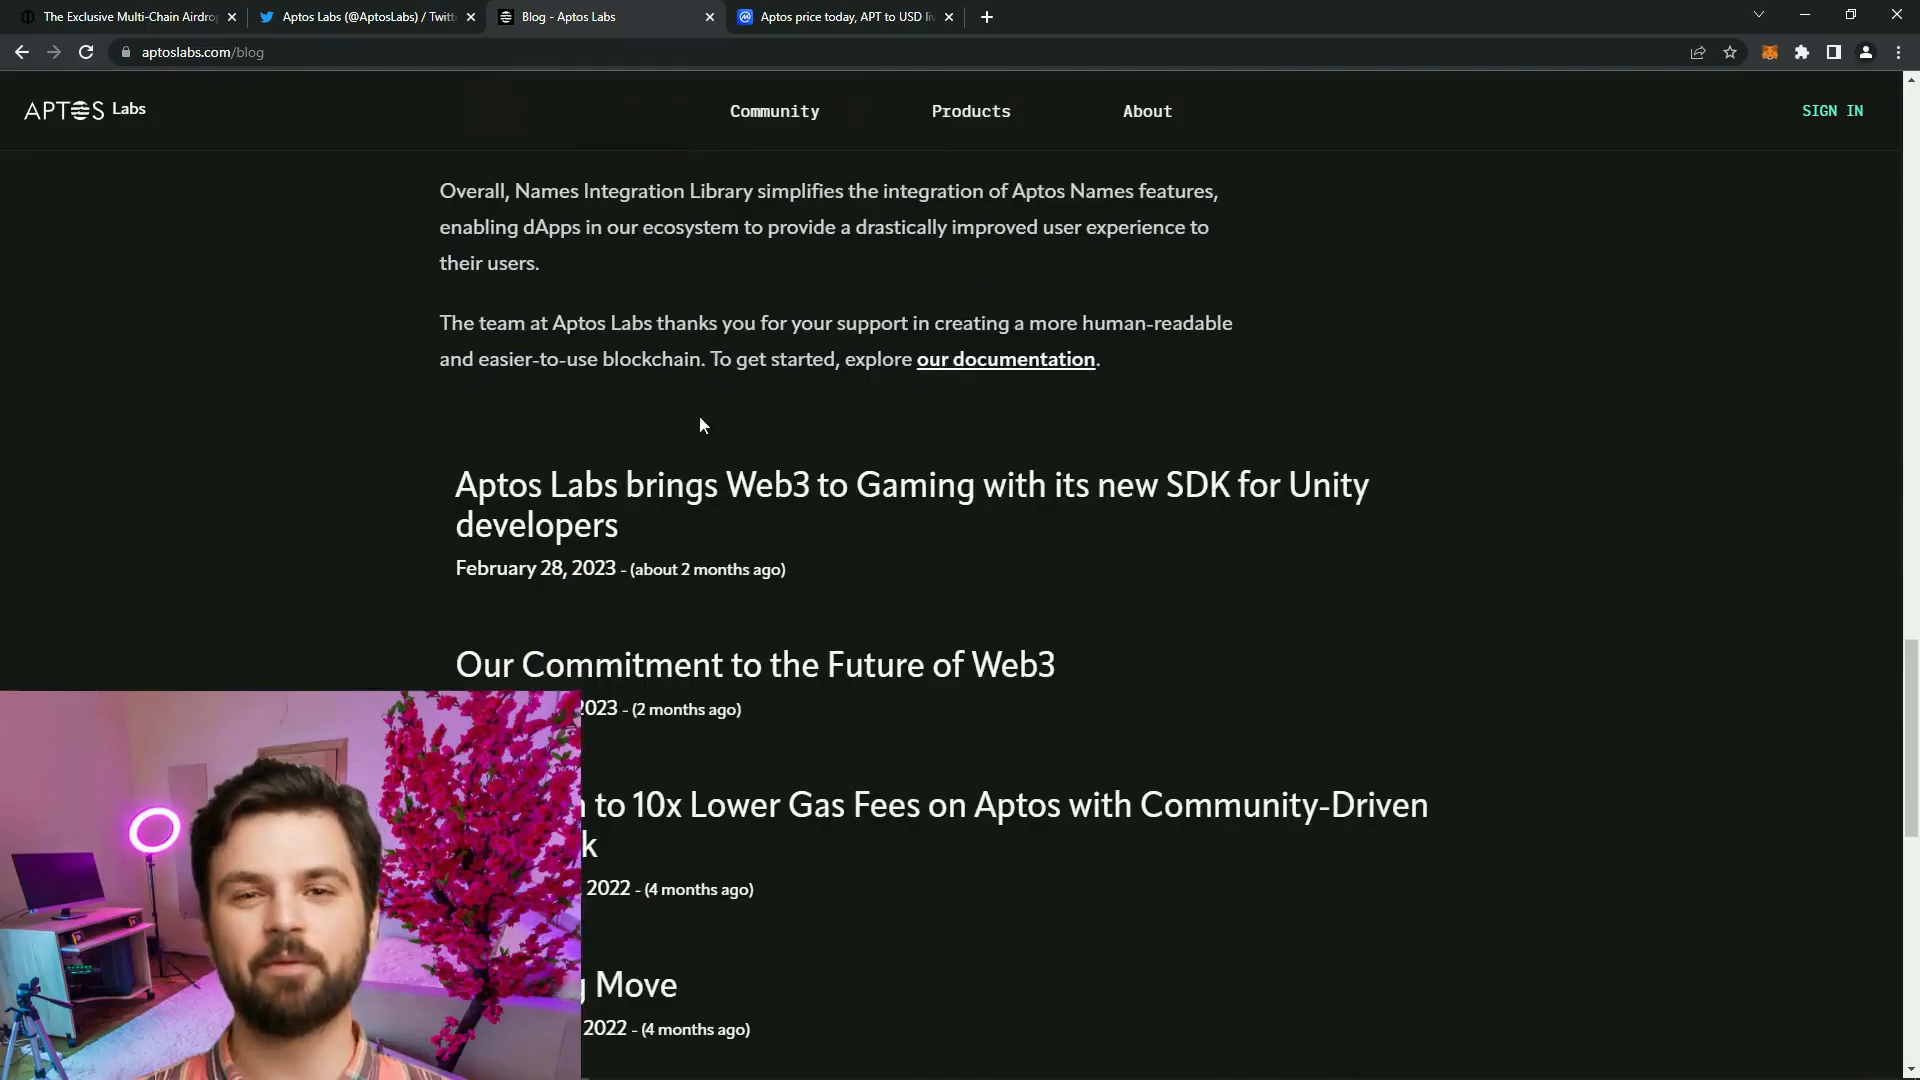 The Exclusive Multi-Chain Airdro
Aptos Labs (@AptosLabs) / Twitt
Blog - Aptos Labs
Aptos price today, APT to USD li
aptoslabs.com/blog
APTOS Labs
Community
Products
About
SIGN IN
Overall, Names Integration Library simplifies the integration of Aptos Names features,
enabling dApps in our ecosystem to provide a drastically improved user experience to
their users.
The team at Aptos Labs thanks you for your support in creating a more human-readable
and easier-to-use blockchain. To get started, explore our documentation.
Aptos Labs brings Web3 to Gaming with its new SDK for Unity
developers
February 28, 2023 - (about 2 months ago)
Our Commitment to the Future of Web3
2023 - (2 months ago)
to 10x Lower Gas Fees on Aptos with Community-Driven
k
2022 - (4 months ago)
Move
2022 - (4 months ago)